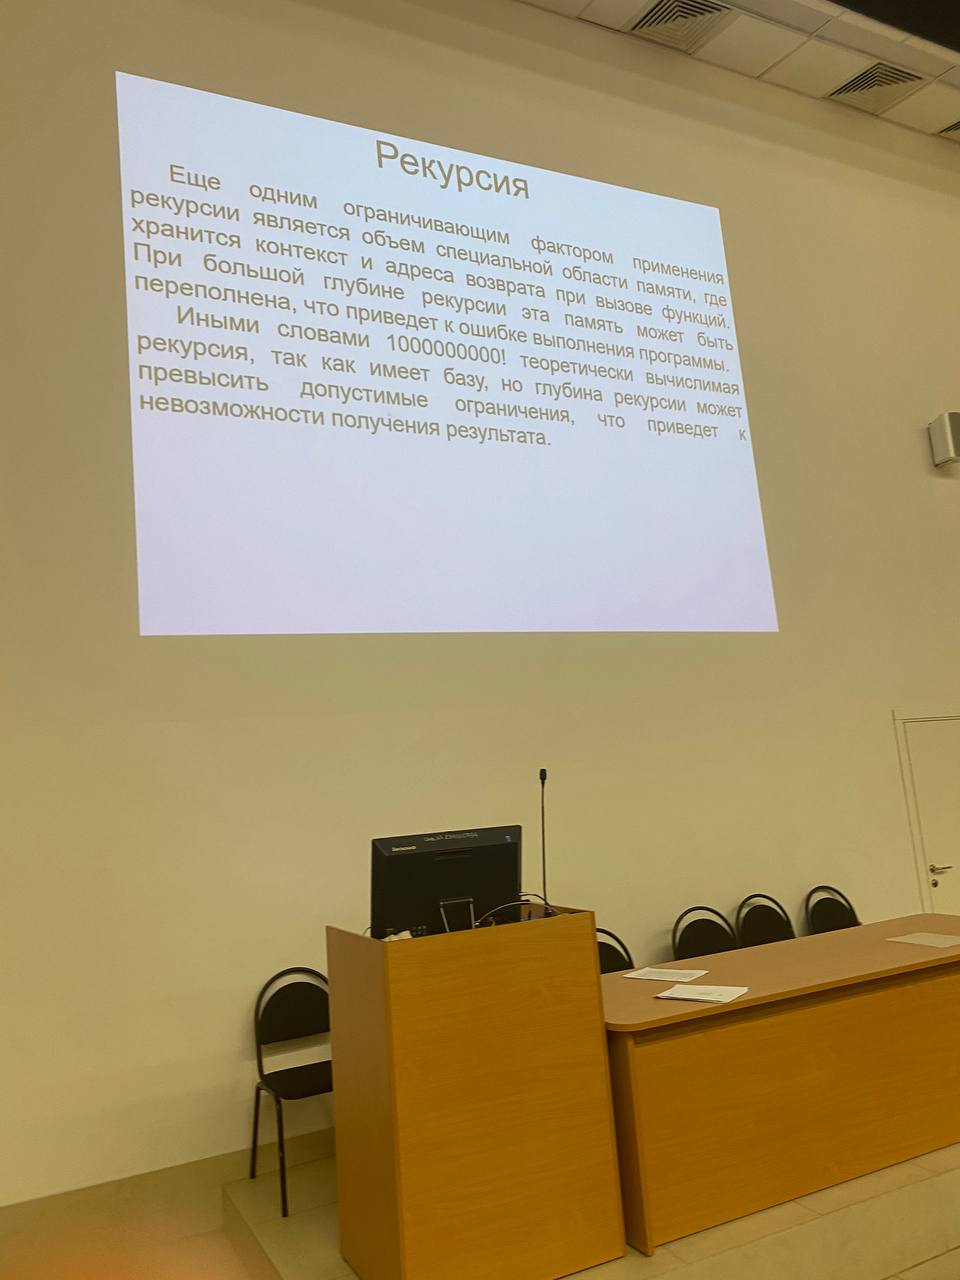 Рекурсия
Еще одним ограничивающим фактором применения
рекурсии является объем специальной области памяти, где
хранится контекст и адреса возврата при вызове функций.
При большой глубине рекурсии эта память может быть
переполнена, что приведет к ошибке выполнения программы.
Иными словами 1000000000! теоретически вычислимая
рекурсия, так как имеет базу, но глубина рекурсии может
превысить допустимые ограничения, что приведет к
невозможности получения результата.
lenovo